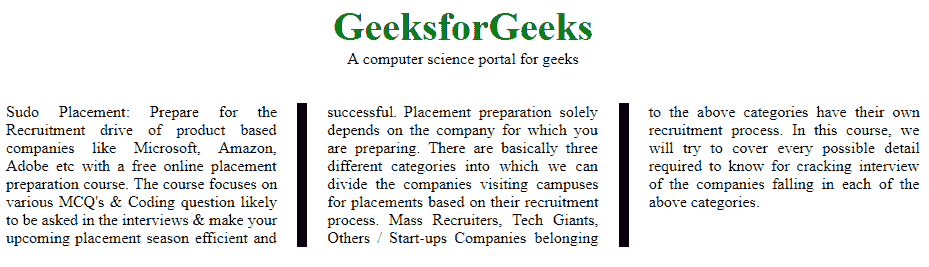 GeeksforGeeks
A computer science portal for geeks
Sudo Placement: Prepare for the
Recruitment drive of product based
companies like Microsoft, Amazon,
Adobe etc with a free online placement
preparation course. The course focuses on
various MCQ's & Coding question likely
to be asked in the interviews & make your
upcoming placement season efficient and
successful. Placement preparation solely
depends on the company for which you
are preparing. There are basically three
different categories into which we can
divide the companies visiting campuses
for placements based on their recruitment
process. Mass Recruiters, Tech Giants,
Others / Start-ups Companies belonging
to the above categories have their own
recruitment process. In this course, we
will try to cover every possible detail
required to know for cracking interview
of the companies falling in each of the
above categories.